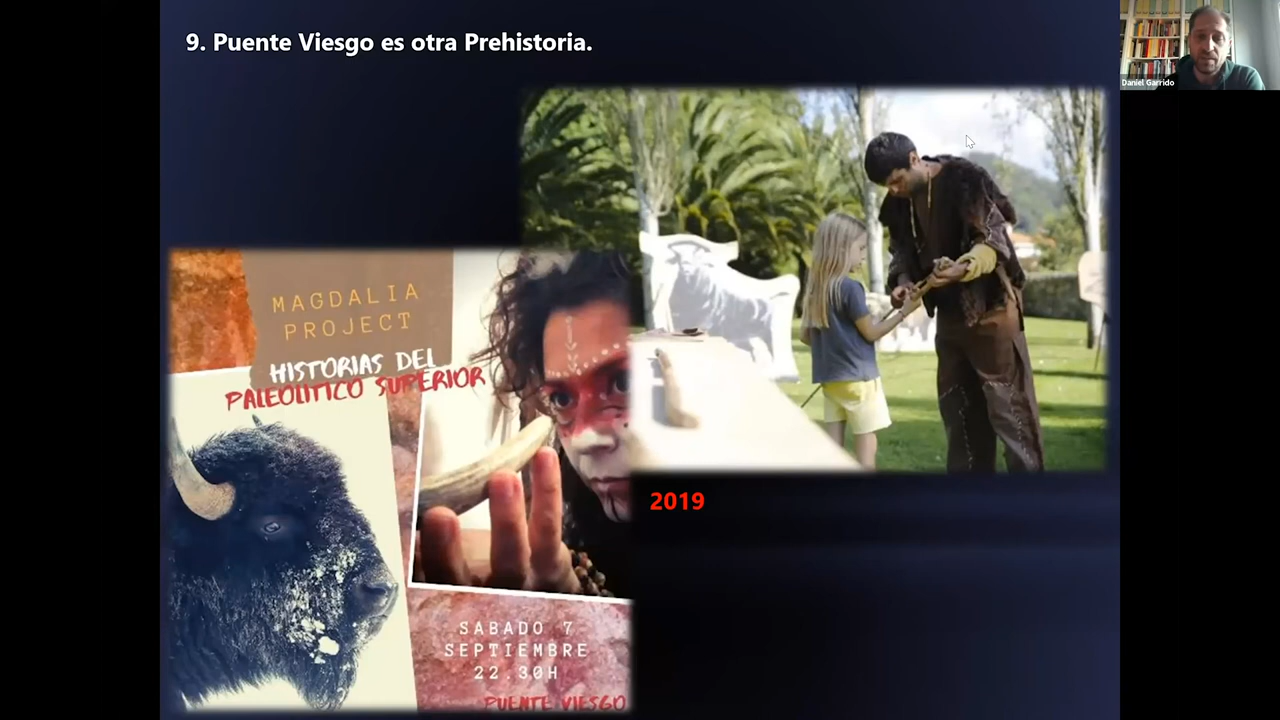 9. Puente Viesgo es otra Prehistoria.
Daniel Garrido
MAGDALIA
PROJECT
HISTORIAS DEL
PALEOLITICO SUPERIOR
2019
SABADO 7
SEPTIEMBRE
22.30H
PUENTE VIESGO